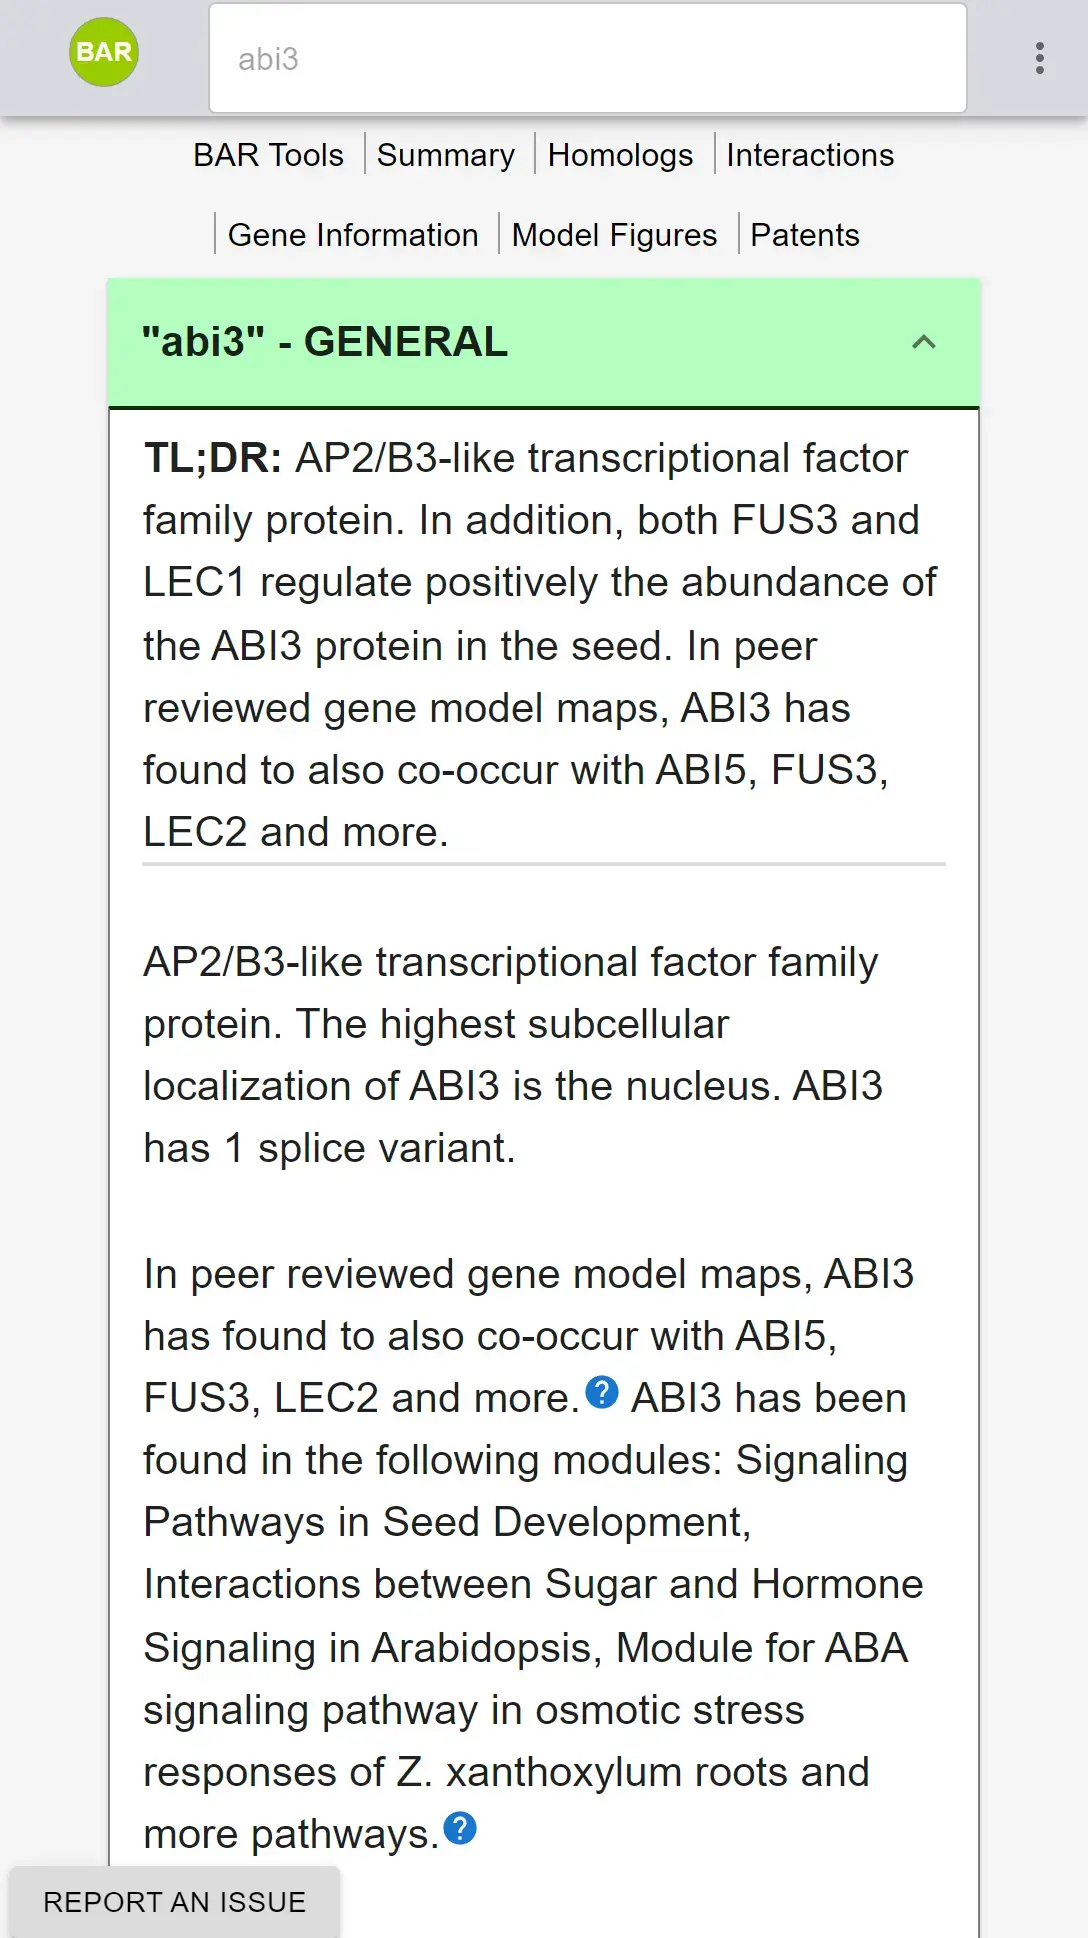 BAR
abi3
BAR Tools
Summary
Homologs
Interactions
Gene Information
Model Figures
Patents
"abi3" - GENERAL
TL;DR: AP2/B3-like transcriptional factor
family protein. In addition, both FUS3 and
LEC1 regulate positively the abundance of
the ABI3 protein in the seed. In peer
reviewed gene model maps, ABI3 has
found to also co-occur with ABI5, FUS3,
LEC2 and more.
AP2/B3-like transcriptional factor family
protein. The highest subcellular
localization of ABI3 is the nucleus. ABI3
has 1 splice variant.
In peer reviewed gene model maps, ABI3
has found to also co-occur with ABI5,
FUS3, LEC2 and more.? ABI3 has been
found in the following modules: Signaling
Pathways in Seed Development,
Interactions between Sugar and Hormone
Signaling in Arabidopsis, Module for ABA
signaling pathway in osmotic stress
responses of Z. xanthoxylum roots and
more pathways.?
REPORT AN ISSUE